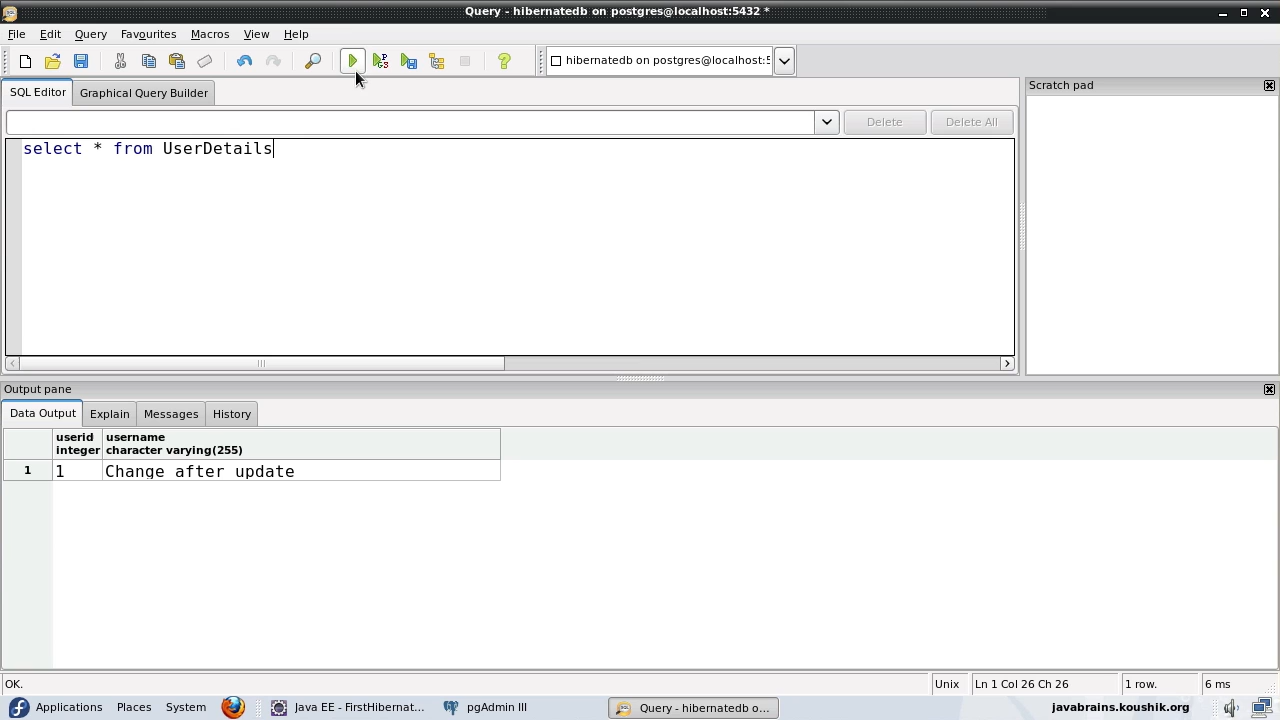 Query - hibernatedb on postgres@localhost:5432 *
File Edit Query Favourites Macros View Help
hibernatedb on postgres@localhost:5
SQL Editor Graphical Query Builder
Scratch pad
Delete Delete All
select * from UserDetails
Output pane
Data Output Explain Messages History
userid username
integer character varying(255)
1 1 Change after update
OK. Unix Ln 1 Col 26 Ch 26 1 row. 6 ms
Applications Places System Java EE - FirstHibernat... pgAdmin III Query - hibernatedb o... javabrains.koushik.org